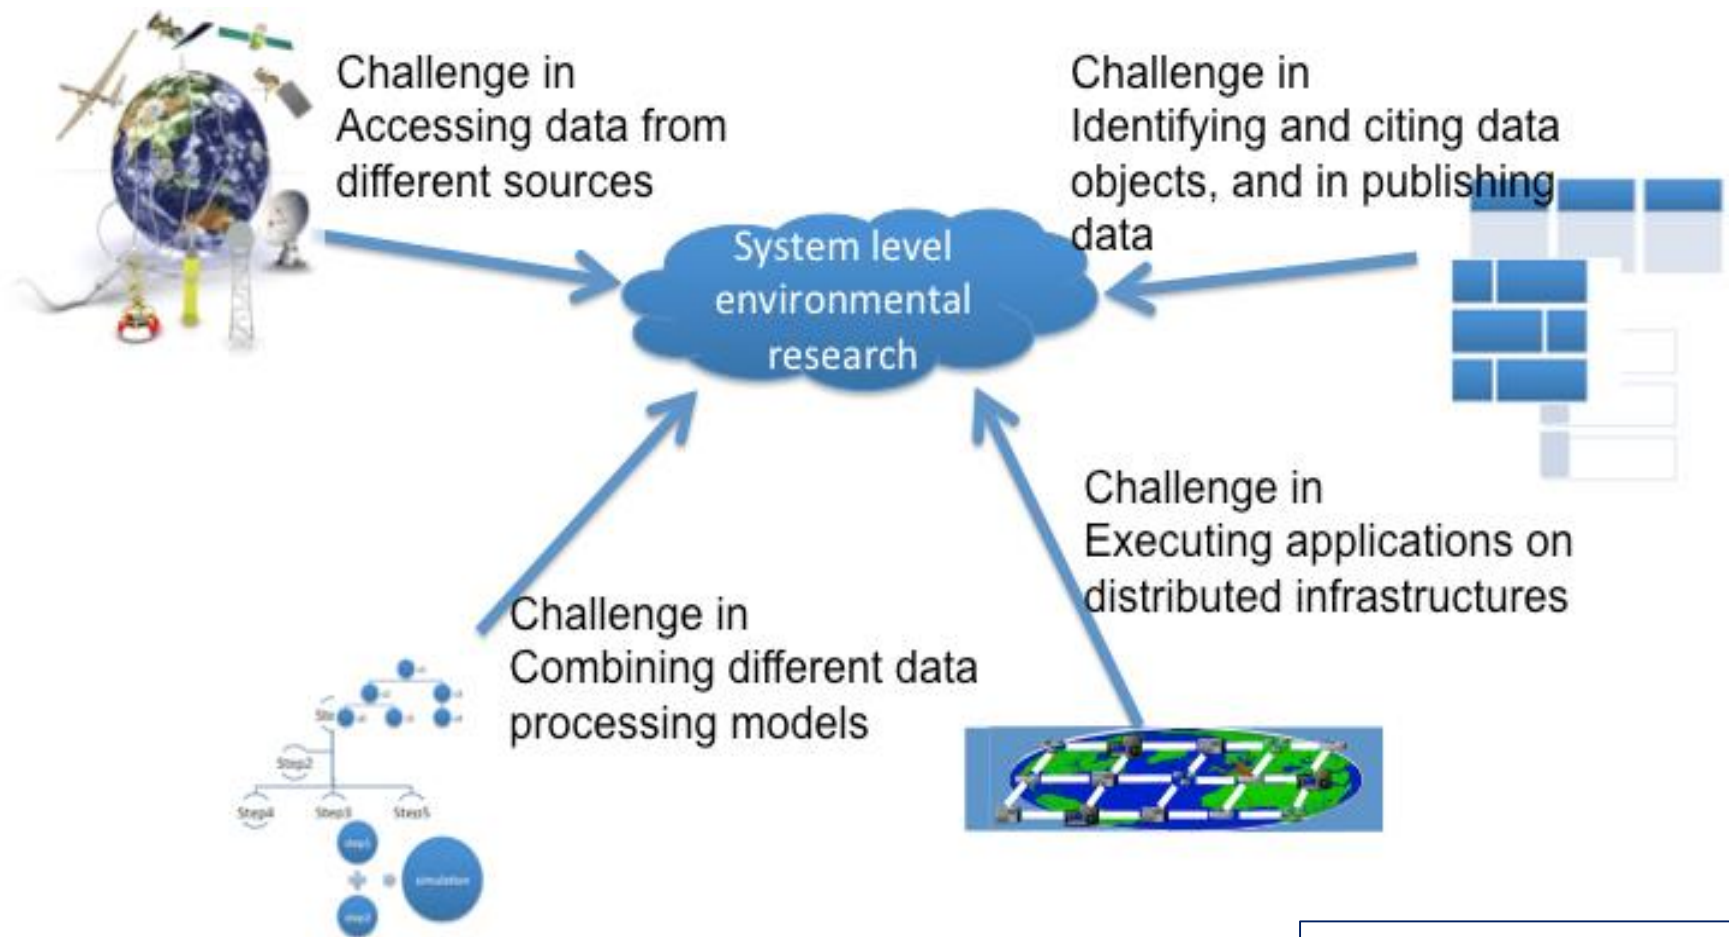 Challenge in
Accessing data from
different sources
Challenge in
Identifying and citing data
objects, and in publishing
data
System level
environmental
research
Challenge in
Executing applications on
distributed infrastructures
Challenge in
Combining different data
processing models
Step2
Step4
Step3
Step5
step1
simulation
step2